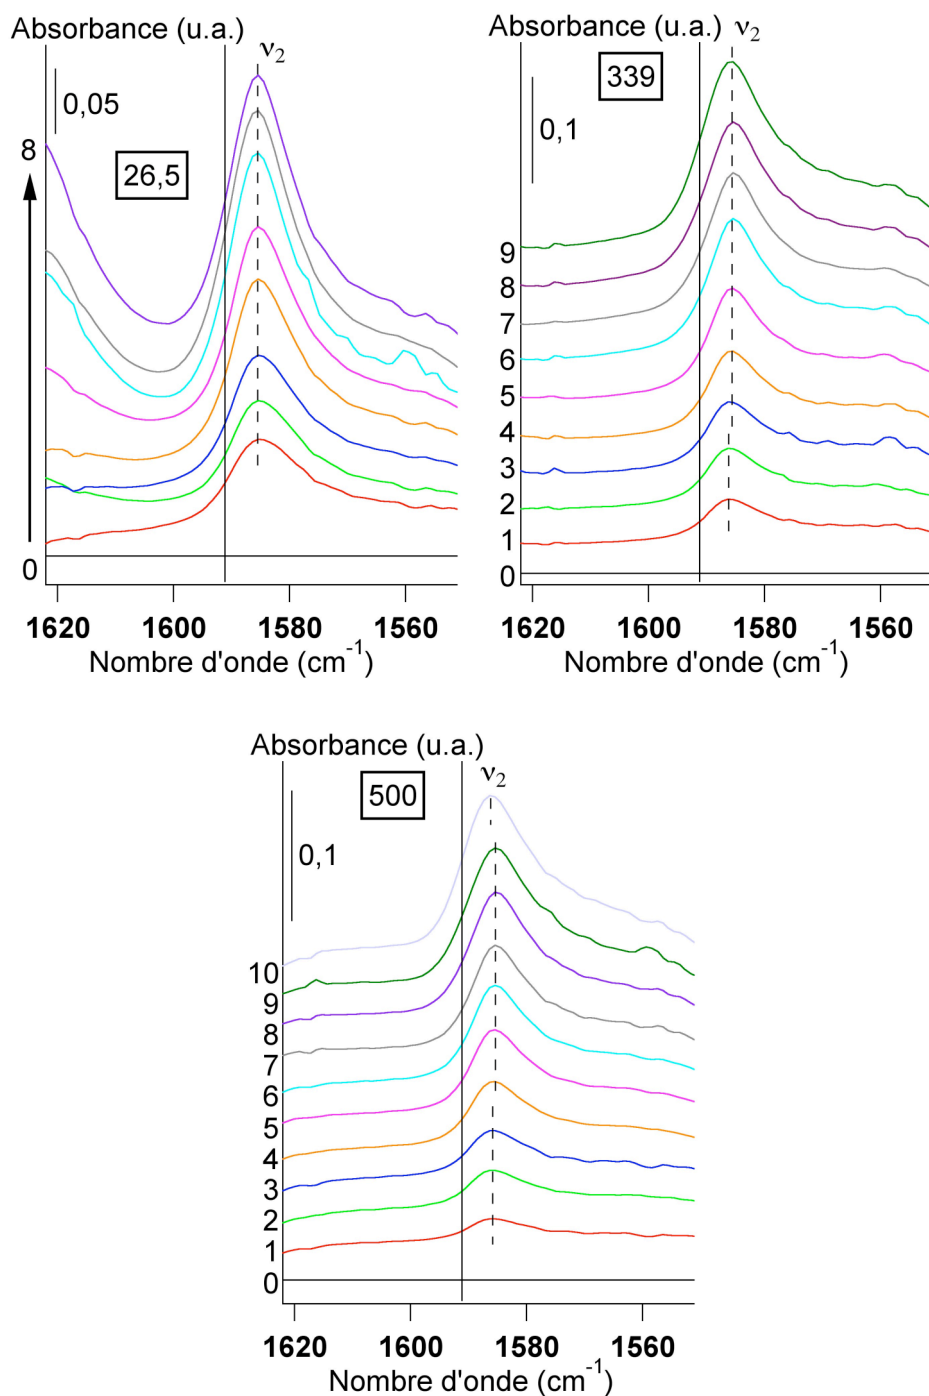 Absorbance (u.a.)
ν2
0,05
8
26,5
0
1620 1600 1580 1560
Nombre d'onde (cm-1)
Absorbance (u.a.)
ν2
339
0,1
9
8
7
6
5
4
3
2
1
0
1620 1600 1580 1560
Nombre d'onde (cm-1)
Absorbance (u.a.)
ν2
500
0,1
10
9
8
7
6
5
4
3
2
1
0
1620 1600 1580 1560
Nombre d'onde (cm-1)